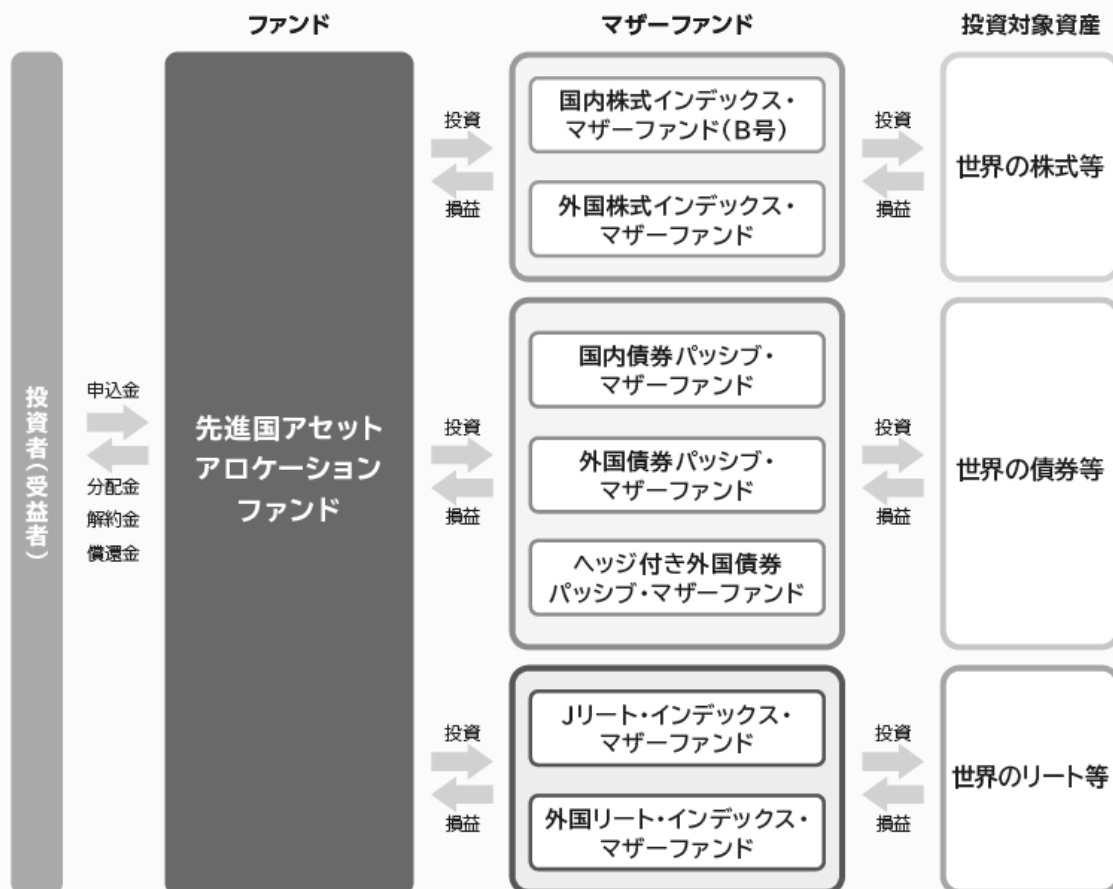 ファンド
マザーファンド
投資対象資産
投資者(受益者)
申込金
分配金
解約金
償還金
先進国アセット
アロケーション
ファンド
投資
損益
国内株式インデックス・
マザーファンド(B号)
外国株式インデックス・
マザーファンド
投資
損益
世界の株式等
投資
損益
国内債券パッシブ・
マザーファンド
外国債券パッシブ・
マザーファンド
ヘッジ付き外国債券
パッシブ・マザーファンド
投資
損益
世界の債券等
投資
損益
Jリート・インデックス・
マザーファンド
外国リート・インデックス・
マザーファンド
投資
損益
世界のリート等